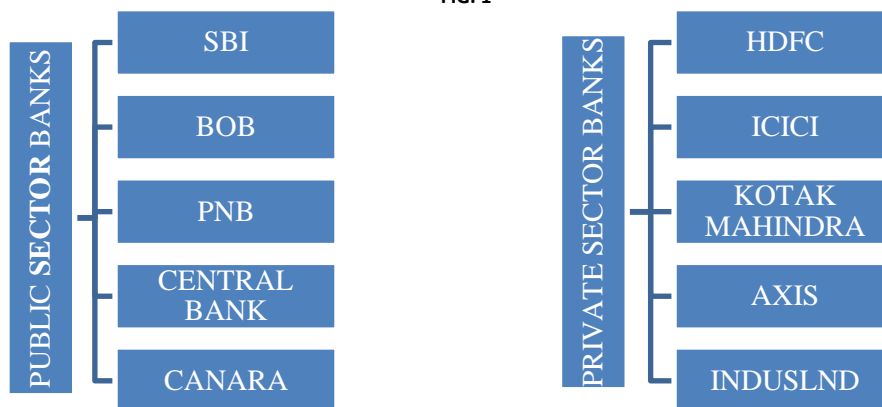 PUBLIC SECTOR BANKS
SBI
BOB
PNB
CENTRAL
BANK
CANARA
PRIVATE SECTOR BANKS
HDFC
ICICI
KOTAK
MAHINDRA
AXIS
INDUSLND